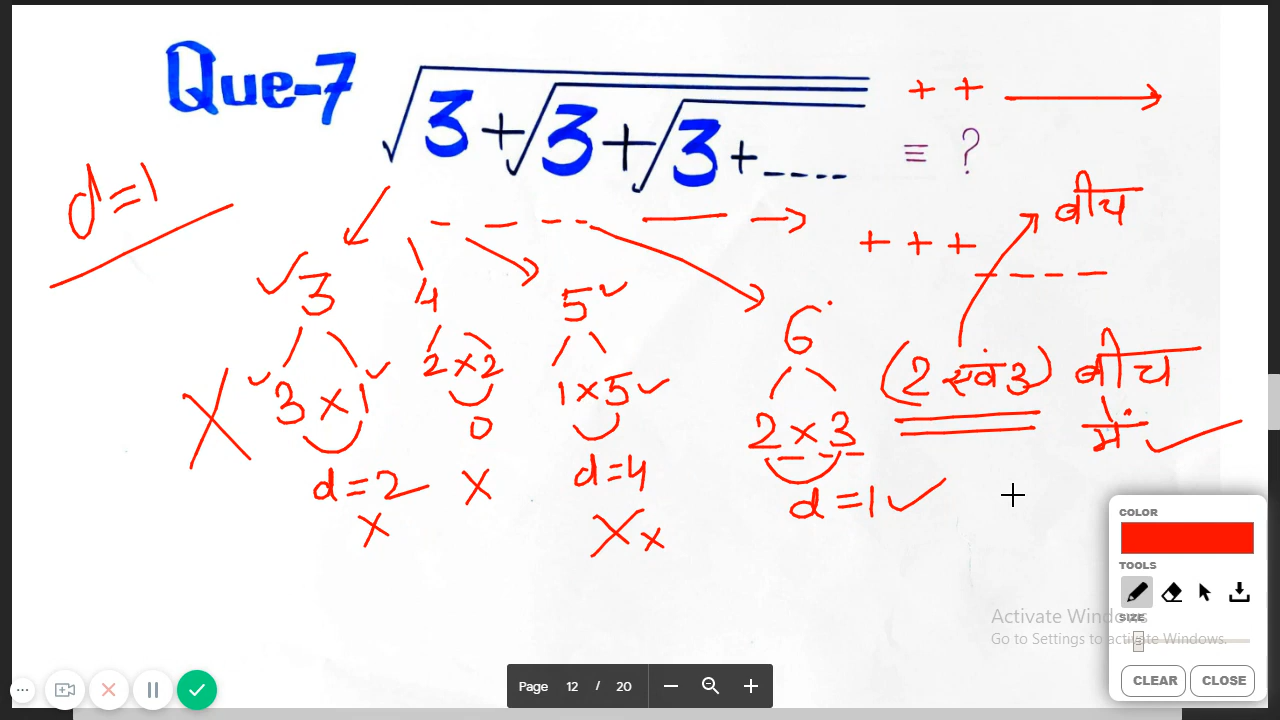 Que-7 √3+√3+√3+---- + + →
≡ ?
d=1
बीच
+ + + ----
3 4 5 6
3×1 2×2 1×5 2×3 (2 एवं 3) बीच
0 में
d=2 × d=4 d=1
× × ×
COLOR
TOOLS
SIZE
Activate Windows
Go to Settings to activate Windows.
CLEAR CLOSE
Page 12 / 20